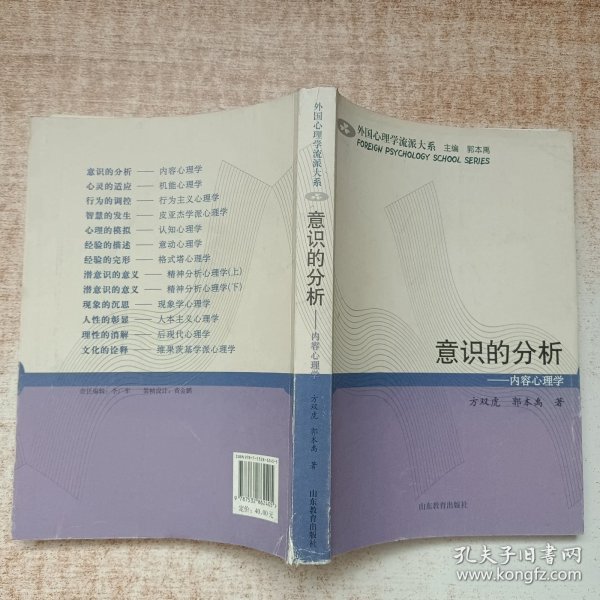 意识的分析——内容心理学
心灵的适应——机能心理学
行为的调控——行为主义心理学
智慧的发生——皮亚杰学派心理学
心理的模拟——认知心理学
经验的描述——意动心理学
经验的完形——格式塔心理学
潜意识的意义——精神分析心理学(上)
潜意识的意义——精神分析心理学(下)
现象的沉思——现象学心理学
人性的彰显——人本主义心理学
理性的消解——后现代心理学
文化的诠释——维果茨基学派心理学
定价：40.00元
外国心理学流派大系
意识的分析——内容心理学
方双虎 郭本禹 著
山东教育出版社
外国心理学流派大系 主编 郭本禹
FOREIGN PSYCHOLOGY SCHOOL SERIES
意识的分析
——内容心理学
方双虎 郭本禹 著
山东教育出版社
孔夫子旧书网
www.kongfz.com